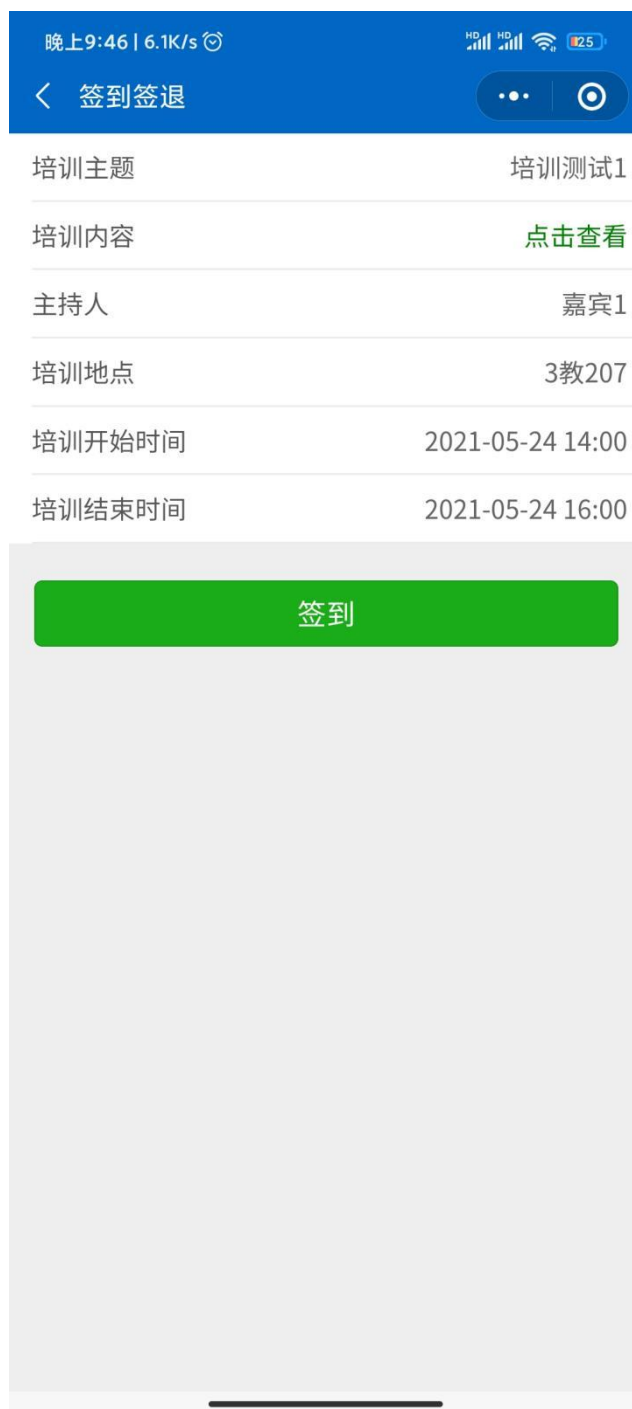 晚上9:46 | 6.1K/s
HD HD 25
签到签退
培训主题 培训测试1
培训内容 点击查看
主持人 嘉宾1
培训地点 3教207
培训开始时间 2021-05-24 14:00
培训结束时间 2021-05-24 16:00
签到